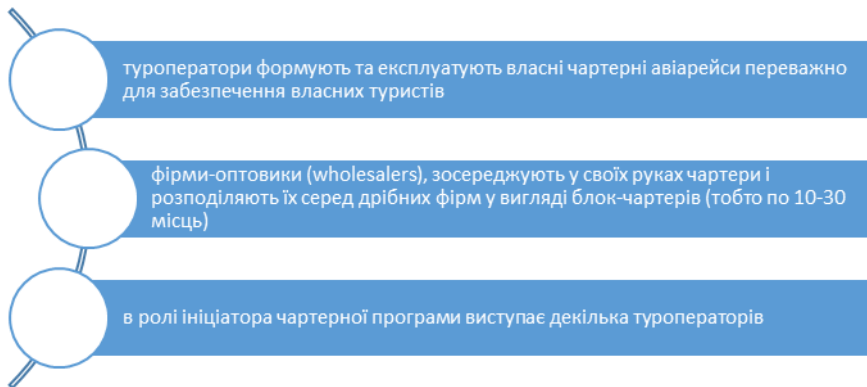 туроператори формують та експлуатують власні чартерні авіарейси переважно
для забезпечення власних туристів
фірми-оптовики (wholesalers), зосереджують у своїх руках чартери і
розподіляють їх серед дрібних фірм у вигляді блок-чартерів (тобто по 10-30
місць)
в ролі ініціатора чартерної програми виступає декілька туроператорів